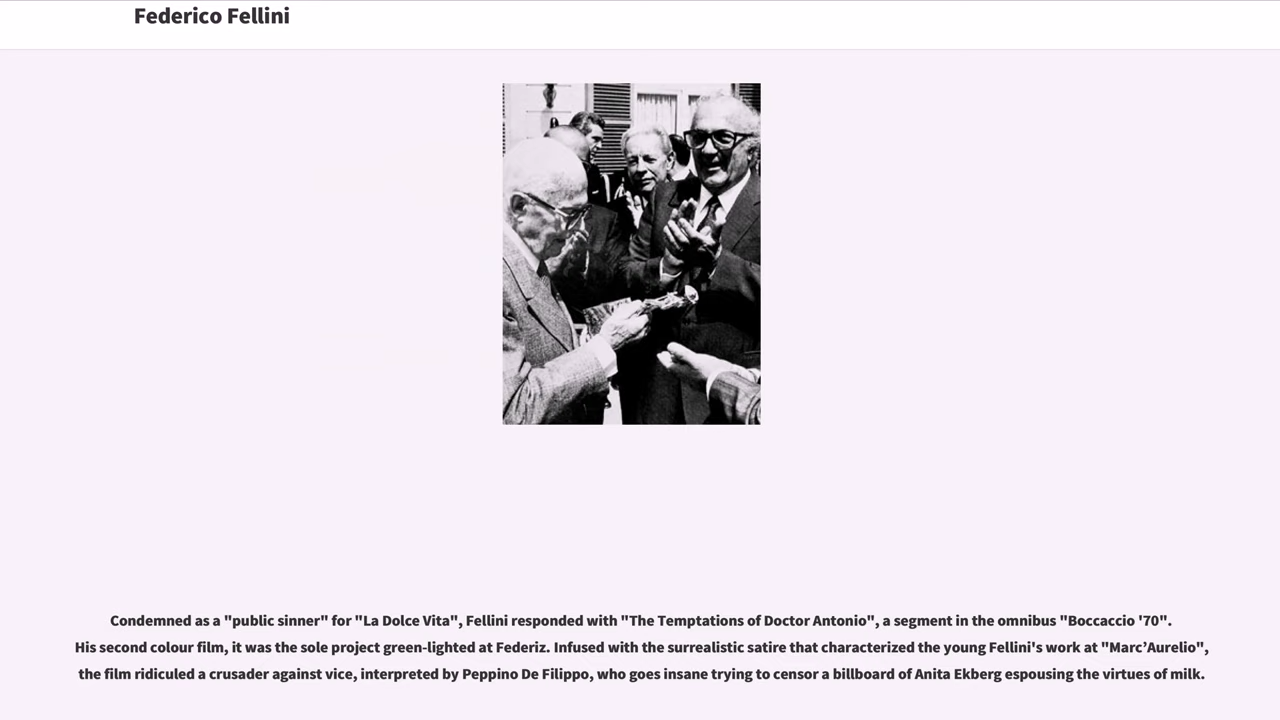 Federico Fellini
Condemned as a "public sinner" for "La Dolce Vita", Fellini responded with "The Temptations of Doctor Antonio", a segment in the omnibus "Boccaccio '70".
His second colour film, it was the sole project green-lighted at Federiz. Infused with the surrealistic satire that characterized the young Fellini's work at "Marc’Aurelio",
the film ridiculed a crusader against vice, interpreted by Peppino De Filippo, who goes insane trying to censor a billboard of Anita Ekberg espousing the virtues of milk.